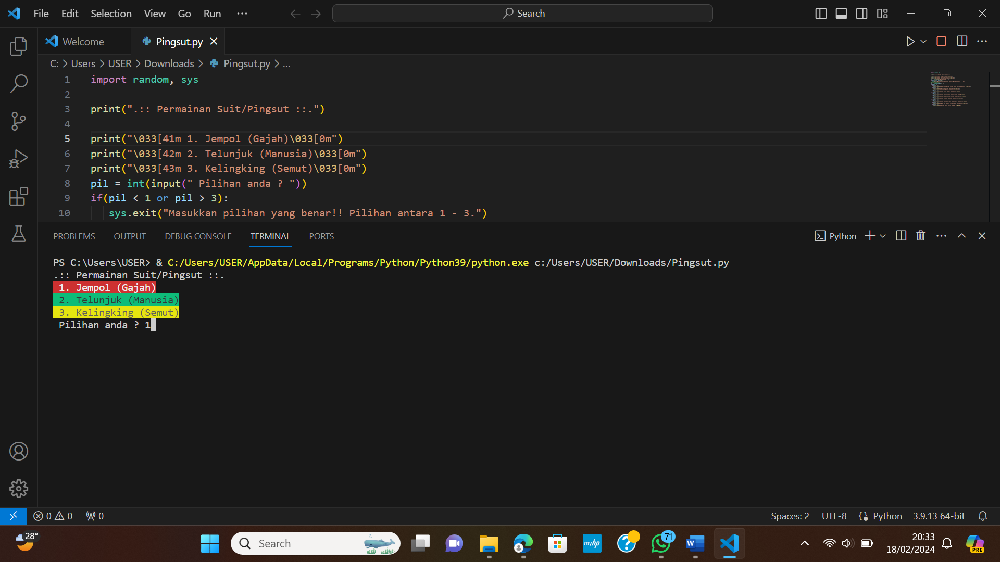 File Edit Selection View Go Run ··· Search
Welcome Pingsut.py
C: > Users > USER > Downloads > Pingsut.py > ...
1 import random, sys
2
3 print(".:: Permainan Suit/Pingsut ::.")
4
5 print("\033[41m 1. Jempol (Gajah)\033[0m")
6 print("\033[42m 2. Telunjuk (Manusia)\033[0m")
7 print("\033[43m 3. Kelingking (Semut)\033[0m")
8 pil = int(input(" Pilihan anda ? "))
9 if(pil < 1 or pil > 3):
10 sys.exit("Masukkan pilihan yang benar!! Pilihan antara 1 - 3.")
PROBLEMS OUTPUT DEBUG CONSOLE TERMINAL PORTS Python
PS C:\Users\USER> & C:/Users/USER/AppData/Local/Programs/Python/Python39/python.exe c:/Users/USER/Downloads/Pingsut.py
.:: Permainan Suit/Pingsut ::.
1. Jempol (Gajah)
2. Telunjuk (Manusia)
3. Kelingking (Semut)
Pilihan anda ? 1
0 0 0 Spaces: 2 UTF-8 Python 3.9.13 64-bit
28° Search myhp 71 W 20:33 PRE
18/02/2024